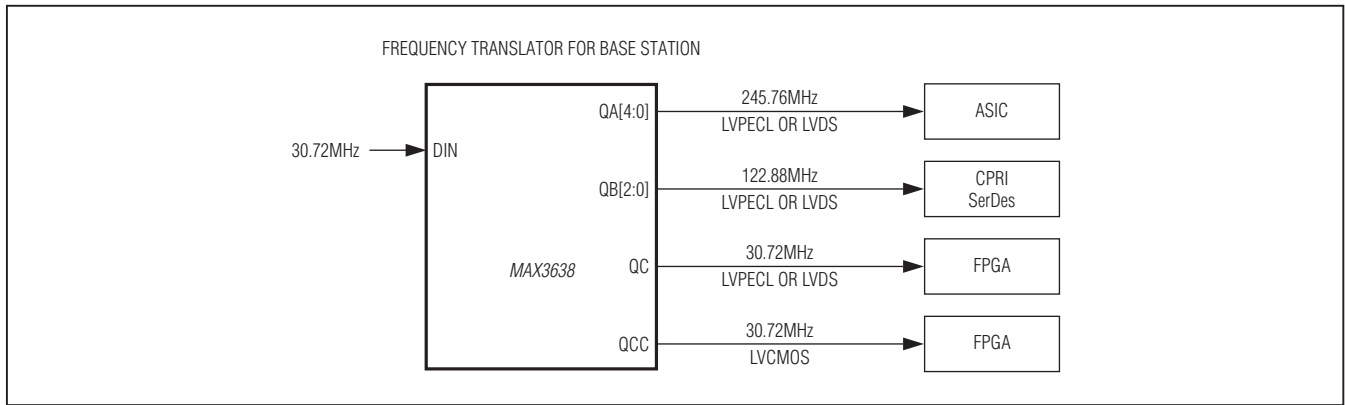 FREQUENCY TRANSLATOR FOR BASE STATION
30.72MHz
DIN
MAX3638
QA[4:0]
245.76MHz
LVPECL OR LVDS
ASIC
QB[2:0]
122.88MHz
LVPECL OR LVDS
CPRI
SerDes
QC
30.72MHz
LVPECL OR LVDS
FPGA
QCC
30.72MHz
LVCMOS
FPGA